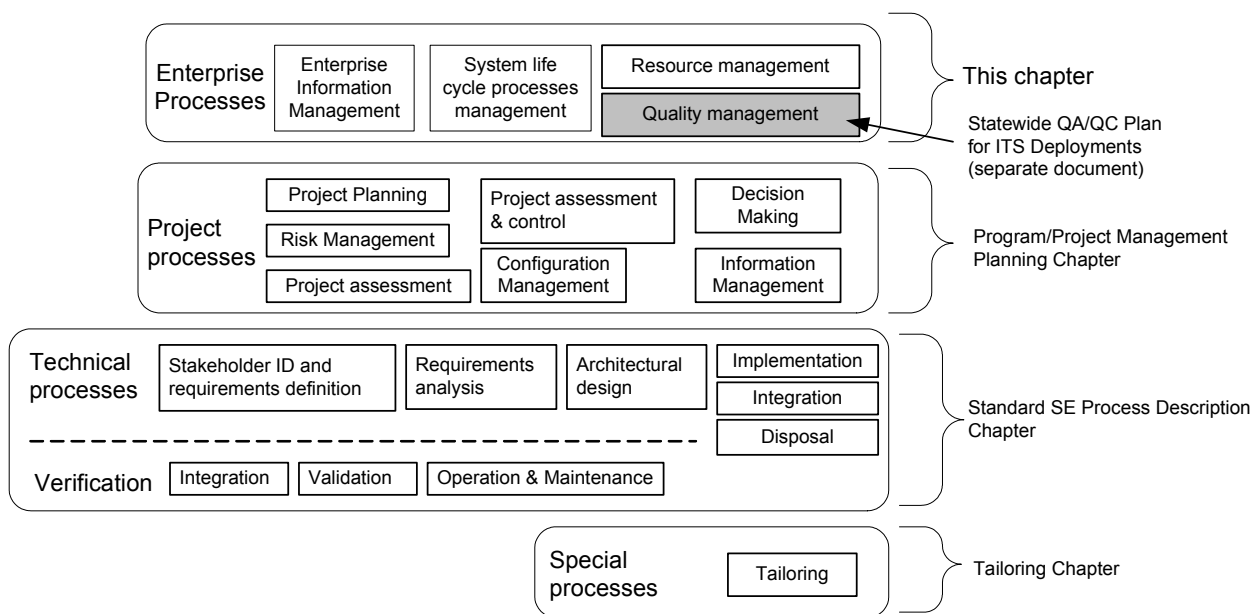 Enterprise
Processes
Enterprise
Information
Management
System life
cycle processes
management
Resource management
Quality management
This chapter
Statewide QA/QC Plan
for ITS Deployments
(separate document)
Project
processes
Project Planning
Risk Management
Project assessment
Project assessment
& control
Configuration
Management
Decision
Making
Information
Management
Program/Project Management
Planning Chapter
Technical
processes
Stakeholder ID and
requirements definition
Requirements
analysis
Architectural
design
Implementation
Integration
Disposal
Verification
Integration
Validation
Operation & Maintenance
Standard SE Process Description
Chapter
Special
processes
Tailoring
Tailoring Chapter